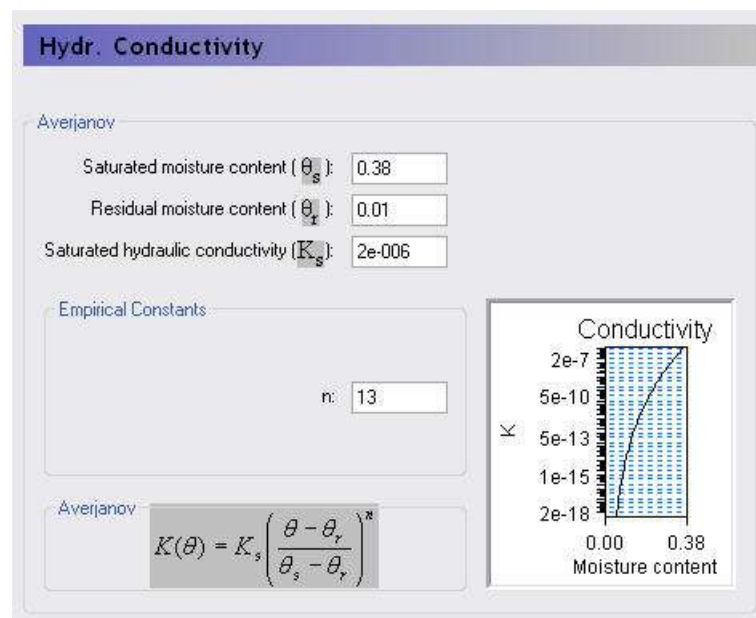 Hydr. Conductivity
Averjanov
Saturated moisture content ( θs ): 0.38
Residual moisture content ( θr ): 0.01
Saturated hydraulic conductivity (Ks): 2e-006
Empirical Constants
n: 13
Averjanov
K(θ) = Ks ( (θ − θr) / (θs − θr) )^n
Conductivity
K
2e-7
5e-10
5e-13
1e-15
2e-18
0.00 0.38
Moisture content